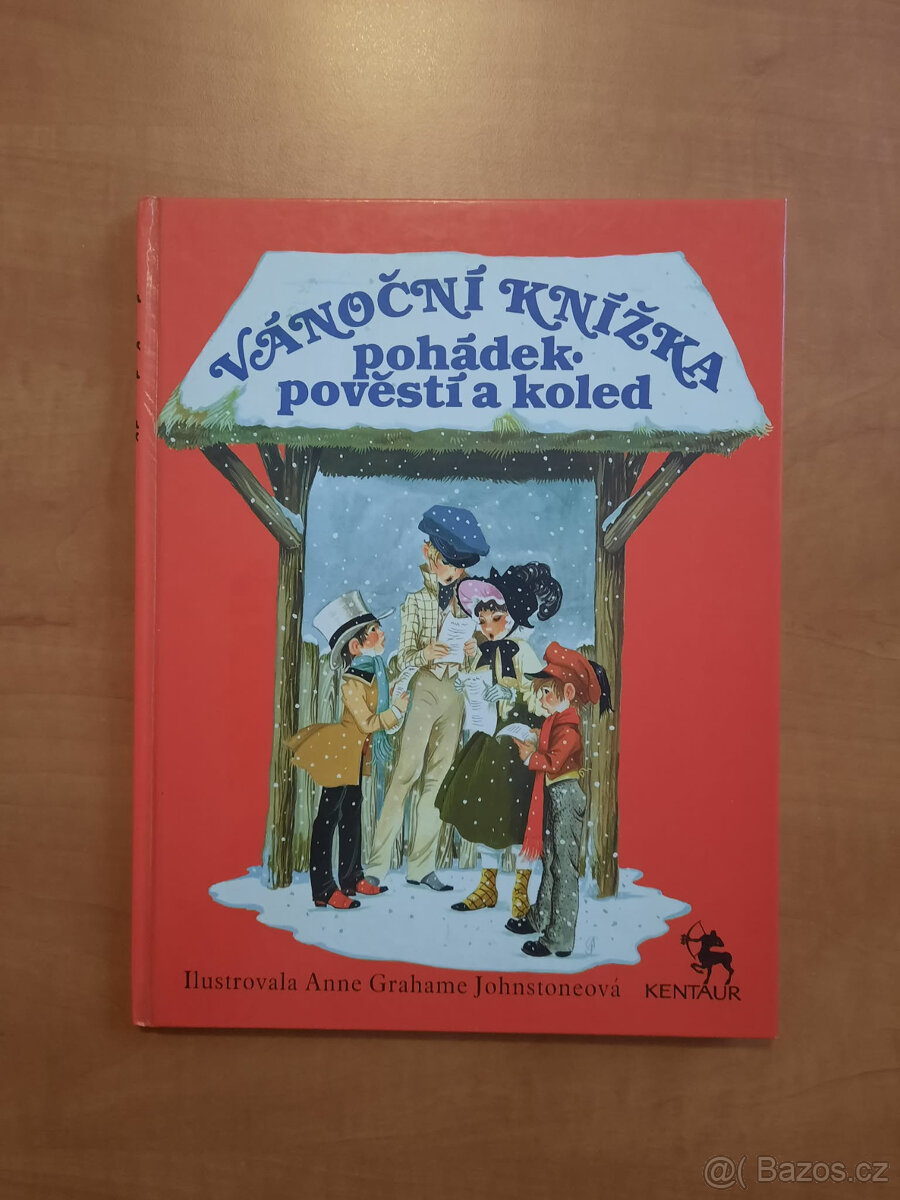 VÁNOČNÍ KNÍŽKA
pohádek·
pověstí a koled
Ilustrovala Anne Grahame Johnstoneová
KENTAUR
@( Bazos.cz